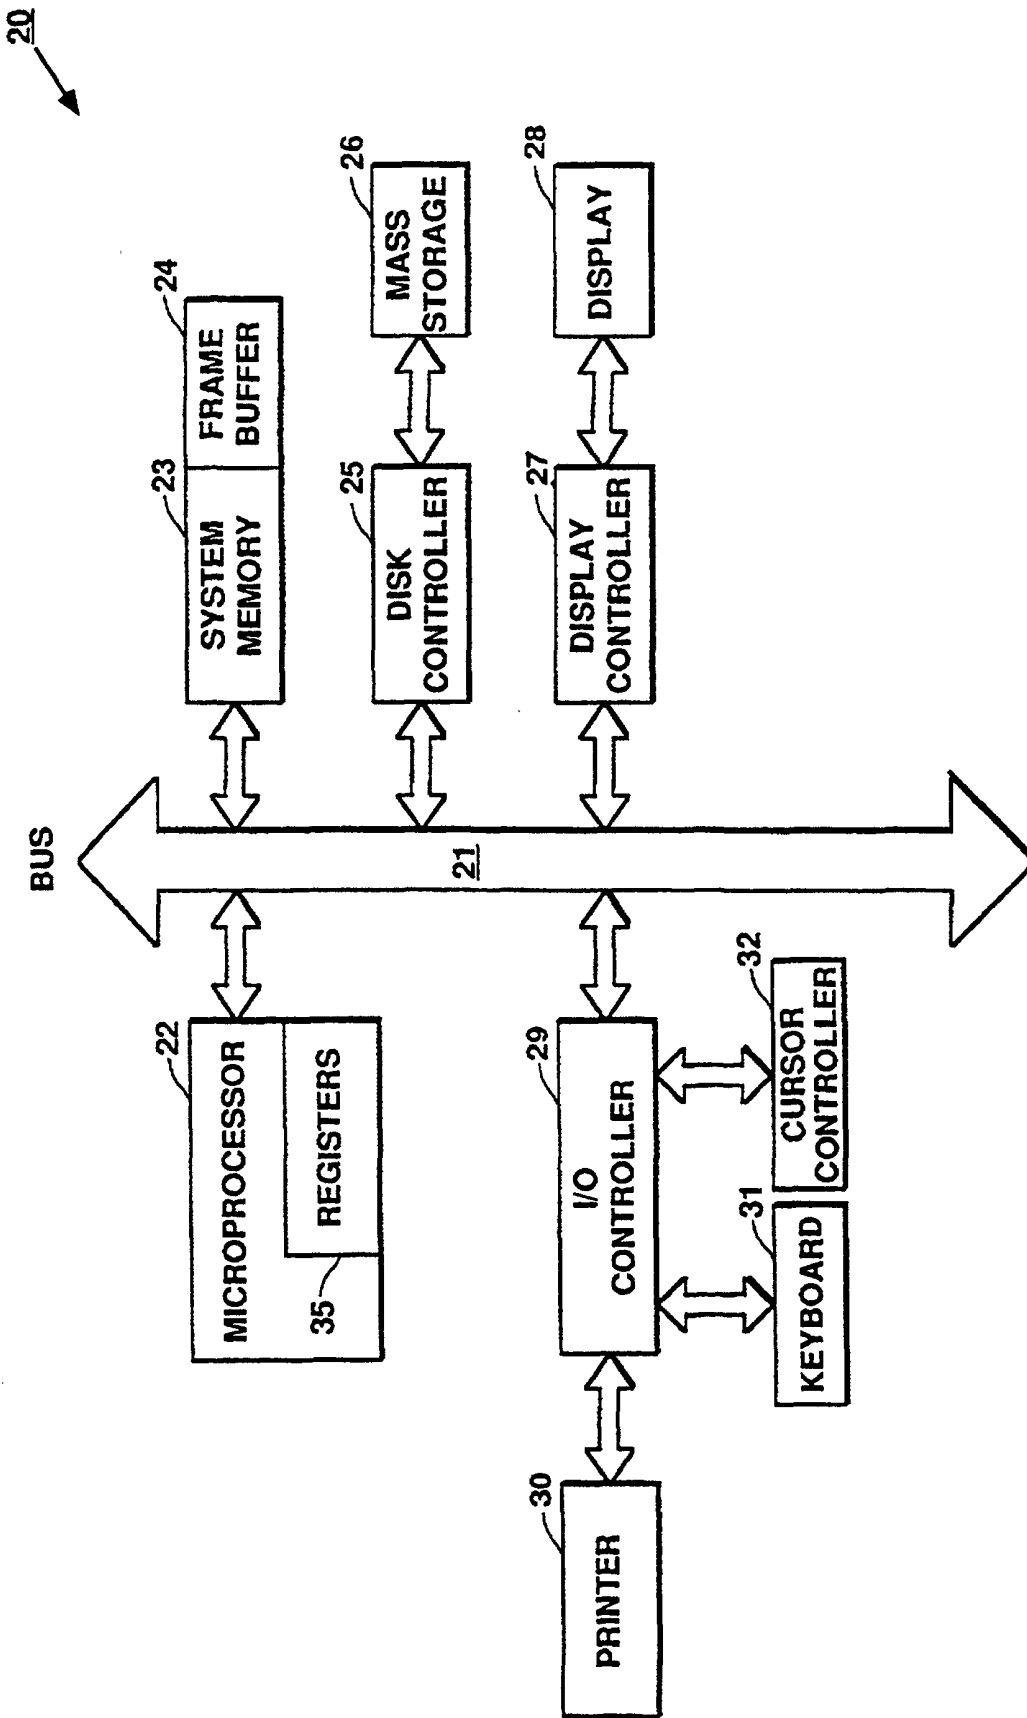 20
BUS
21
22
MICROPROCESSOR
REGISTERS
35
23
SYSTEM
MEMORY
24
FRAME
BUFFER
25
DISK
CONTROLLER
26
MASS
STORAGE
27
DISPLAY
CONTROLLER
28
DISPLAY
29
I/O
CONTROLLER
30
PRINTER
31
KEYBOARD
32
CURSOR
CONTROLLER